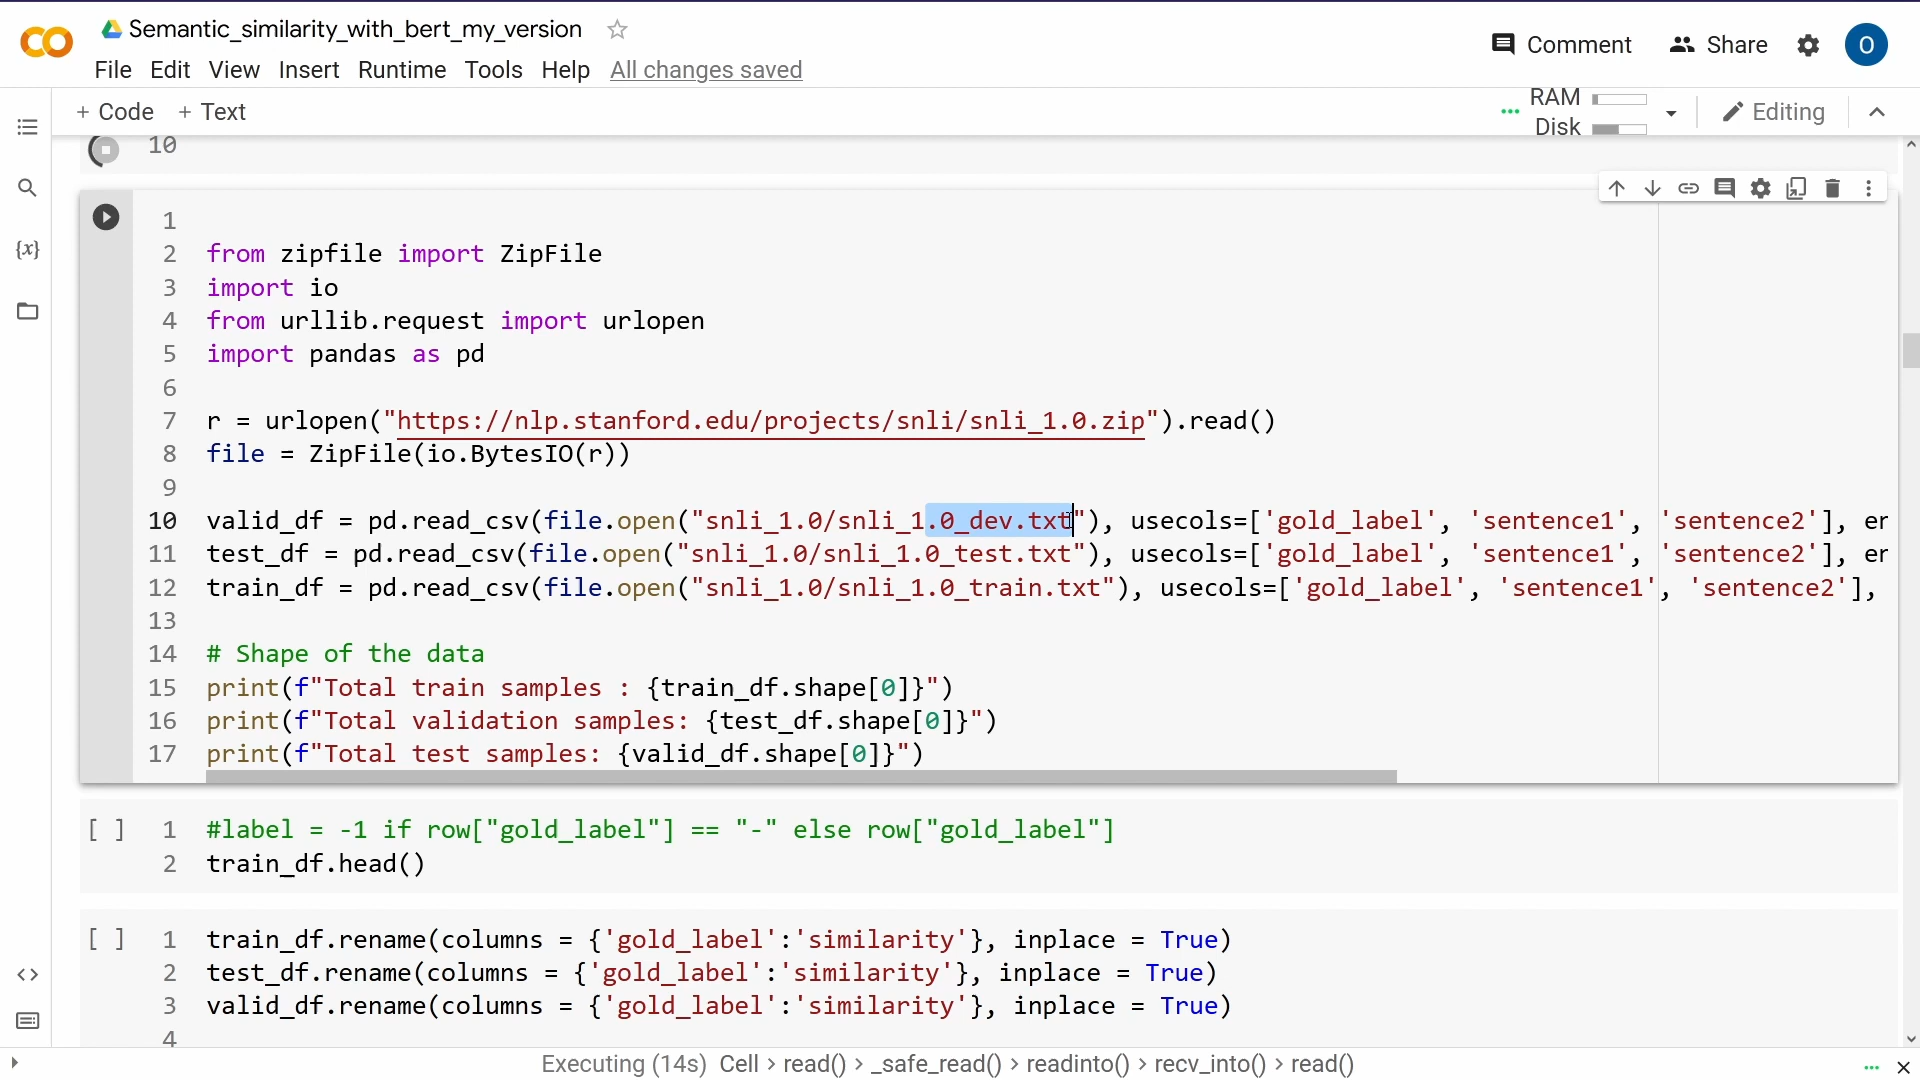 Semantic_similarity_with_bert_my_version
File Edit View Insert Runtime Tools Help All changes saved
Comment Share O
+ Code + Text
RAM
Disk
Editing
10
1
2 from zipfile import ZipFile
3 import io
4 from urllib.request import urlopen
5 import pandas as pd
6
7 r = urlopen("https://nlp.stanford.edu/projects/snli/snli_1.0.zip").read()
8 file = ZipFile(io.BytesIO(r))
9
10 valid_df = pd.read_csv(file.open("snli_1.0/snli_1.0_dev.txt"), usecols=['gold_label', 'sentence1', 'sentence2'], en
11 test_df = pd.read_csv(file.open("snli_1.0/snli_1.0_test.txt"), usecols=['gold_label', 'sentence1', 'sentence2'], en
12 train_df = pd.read_csv(file.open("snli_1.0/snli_1.0_train.txt"), usecols=['gold_label', 'sentence1', 'sentence2'],
13
14 # Shape of the data
15 print(f"Total train samples : {train_df.shape[0]}")
16 print(f"Total validation samples: {test_df.shape[0]}")
17 print(f"Total test samples: {valid_df.shape[0]}")
[ ] 1 #label = -1 if row["gold_label"] == "-" else row["gold_label"]
2 train_df.head()
[ ] 1 train_df.rename(columns = {'gold_label':'similarity'}, inplace = True)
2 test_df.rename(columns = {'gold_label':'similarity'}, inplace = True)
3 valid_df.rename(columns = {'gold_label':'similarity'}, inplace = True)
4
Executing (14s) Cell > read() > _safe_read() > readinto() > recv_into() > read()